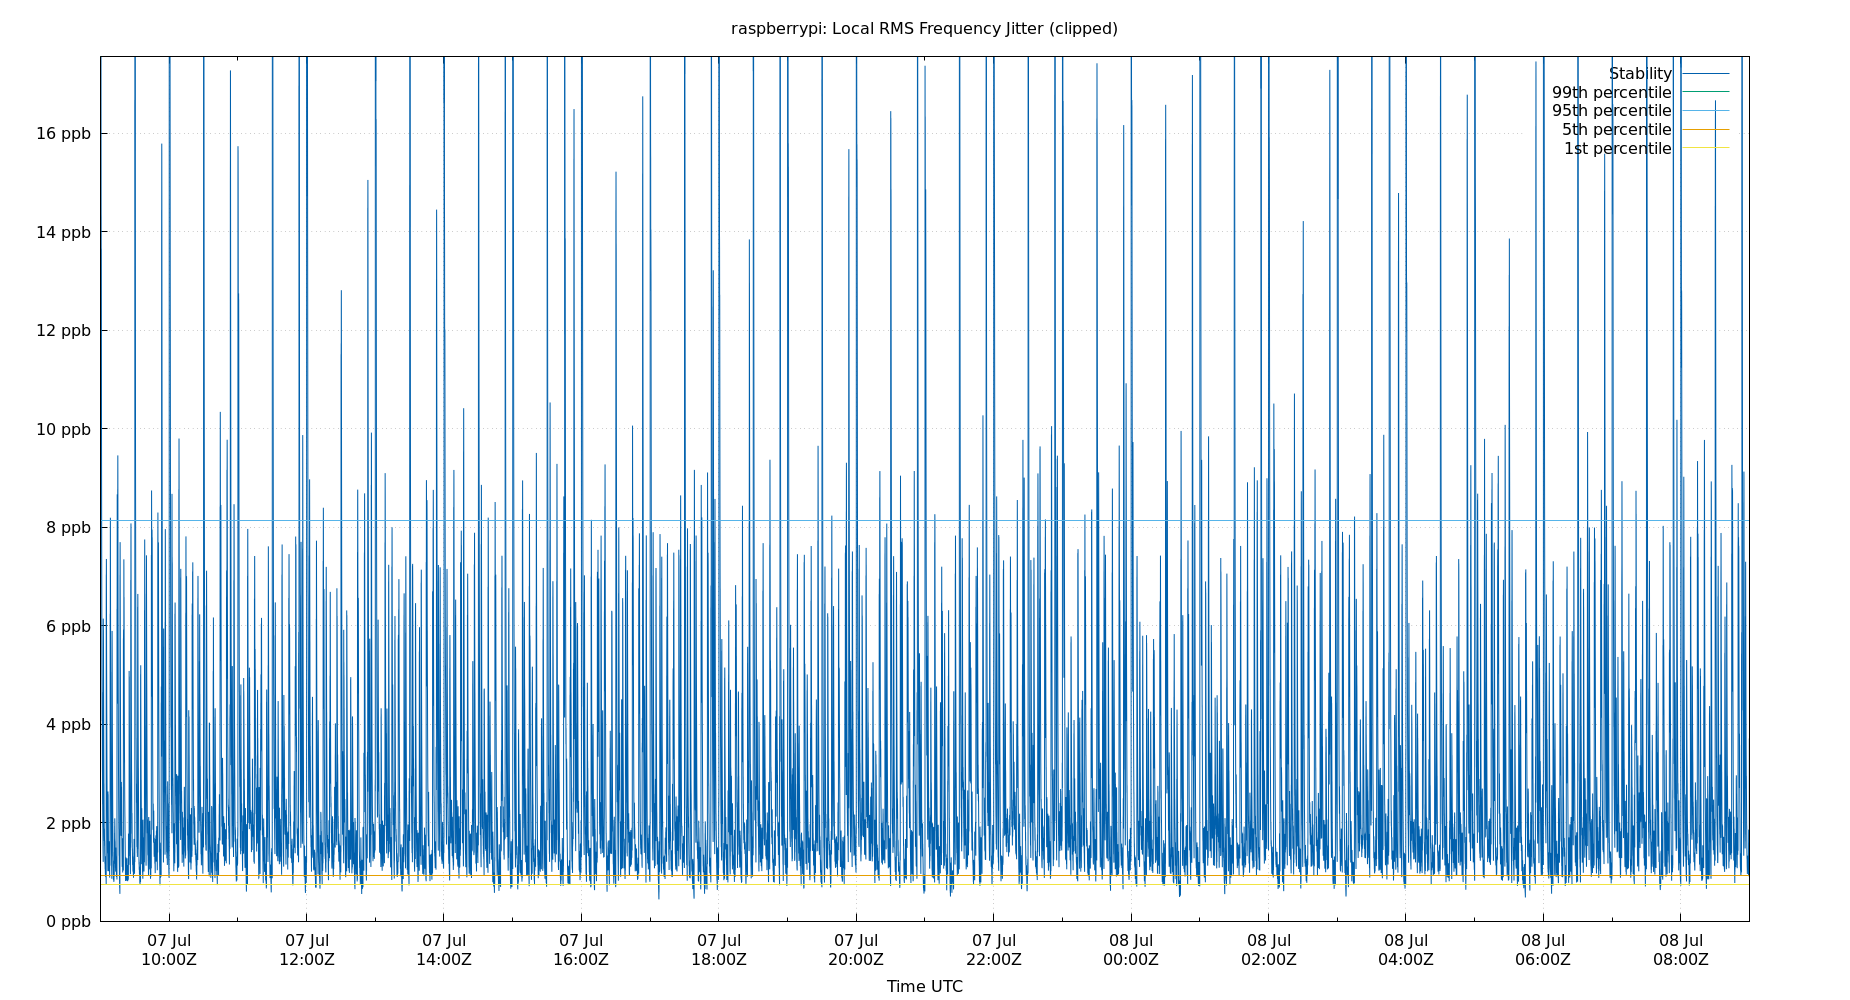 raspberrypi: Local RMS Frequency Jitter (clipped)
Stability
99th percentile
95th percentile
5th percentile
1st percentile
16 ppb
14 ppb
12 ppb
10 ppb
8 ppb
6 ppb
4 ppb
2 ppb
0 ppb
07 Jul 07 Jul 07 Jul 07 Jul 07 Jul 07 Jul 07 Jul 08 Jul 08 Jul 08 Jul 08 Jul 08 Jul
10:00Z 12:00Z 14:00Z 16:00Z 18:00Z 20:00Z 22:00Z 00:00Z 02:00Z 04:00Z 06:00Z 08:00Z
Time UTC